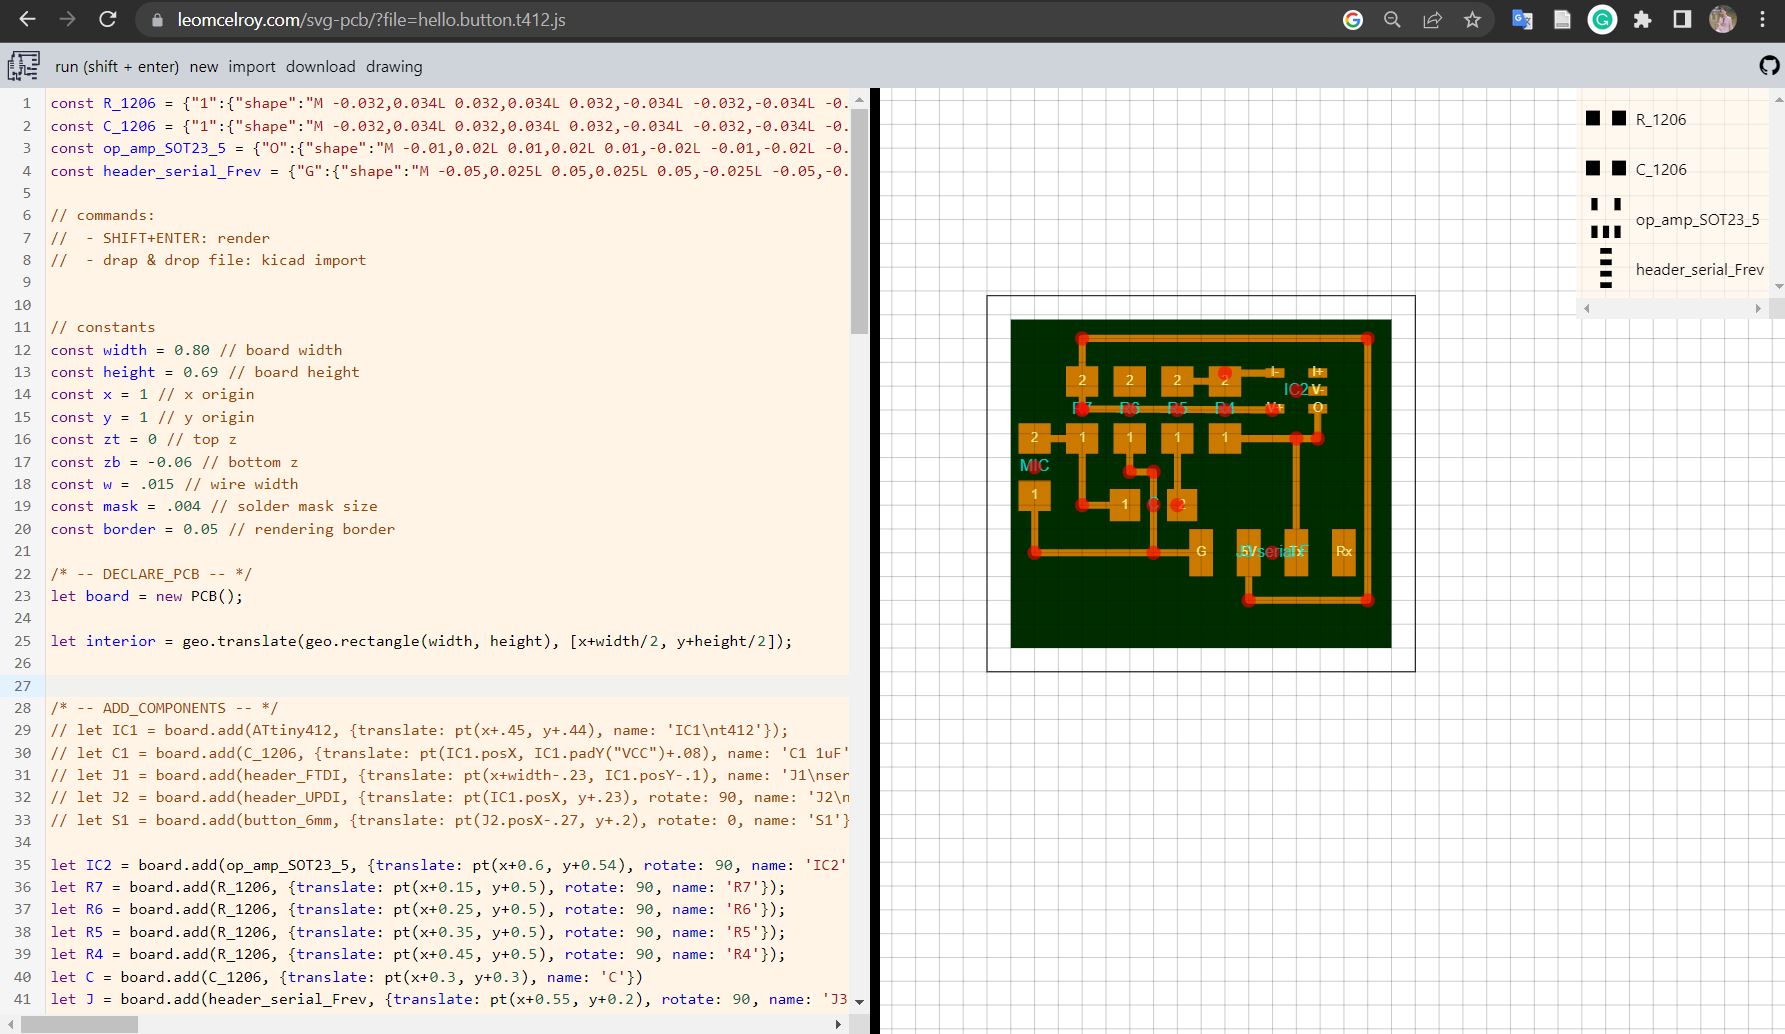 leomcelroy.com/svg-pcb/?file=hello.button.t412.js
run (shift + enter) new import download drawing
1 const R_1206 = {"1":{"shape":"M -0.032,0.034L 0.032,0.034L 0.032,-0.034L -0.032,-0.034L -0.
2 const C_1206 = {"1":{"shape":"M -0.032,0.034L 0.032,0.034L 0.032,-0.034L -0.032,-0.034L -0.
3 const op_amp_SOT23_5 = {"O":{"shape":"M -0.01,0.02L 0.01,0.02L 0.01,-0.02L -0.01,-0.02L -0.
4 const header_serial_Frev = {"G":{"shape":"M -0.05,0.025L 0.05,0.025L 0.05,-0.025L -0.05,-0.
5
6 // commands:
7 //  - SHIFT+ENTER: render
8 //  - drap & drop file: kicad import
9
10
11 // constants
12 const width = 0.80 // board width
13 const height = 0.69 // board height
14 const x = 1 // x origin
15 const y = 1 // y origin
16 const zt = 0 // top z
17 const zb = -0.06 // bottom z
18 const w = .015 // wire width
19 const mask = .004 // solder mask size
20 const border = 0.05 // rendering border
21
22 /* -- DECLARE_PCB -- */
23 let board = new PCB();
24
25 let interior = geo.translate(geo.rectangle(width, height), [x+width/2, y+height/2]);
26
27
28 /* -- ADD_COMPONENTS -- */
29 // let IC1 = board.add(ATtiny412, {translate: pt(x+.45, y+.44), name: 'IC1\nt412'});
30 // let C1 = board.add(C_1206, {translate: pt(IC1.posX, IC1.padY("VCC")+.08), name: 'C1 1uF'
31 // let J1 = board.add(header_FTDI, {translate: pt(x+width-.23, IC1.posY-.1), name: 'J1\nser
32 // let J2 = board.add(header_UPDI, {translate: pt(IC1.posX, y+.23), rotate: 90, name: 'J2\n
33 // let S1 = board.add(button_6mm, {translate: pt(J2.posX-.27, y+.2), rotate: 0, name: 'S1'}
34
35 let IC2 = board.add(op_amp_SOT23_5, {translate: pt(x+0.6, y+0.54), rotate: 90, name: 'IC2'
36 let R7 = board.add(R_1206, {translate: pt(x+0.15, y+0.5), rotate: 90, name: 'R7'});
37 let R6 = board.add(R_1206, {translate: pt(x+0.25, y+0.5), rotate: 90, name: 'R6'});
38 let R5 = board.add(R_1206, {translate: pt(x+0.35, y+0.5), rotate: 90, name: 'R5'});
39 let R4 = board.add(R_1206, {translate: pt(x+0.45, y+0.5), rotate: 90, name: 'R4'});
40 let C = board.add(C_1206, {translate: pt(x+0.3, y+0.3), name: 'C'})
41 let J = board.add(header_serial_Frev, {translate: pt(x+0.55, y+0.2), rotate: 90, name: 'J3
R_1206
C_1206
op_amp_SOT23_5
header_serial_Frev
I- I+
2 2 2 2
IC2 V-
R7 R6 R5 R4 V+ O
2 1 1 1 1
MIC
1
1 2
G 5V Tx Rx